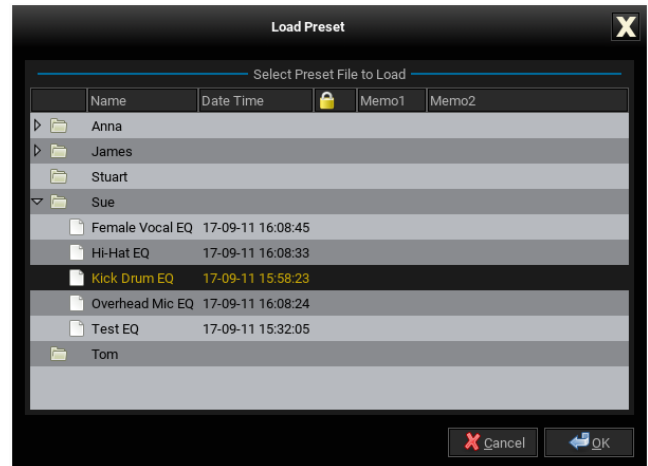 Load Preset
X
Select Preset File to Load
Name Date Time Memo1 Memo2
Anna
James
Stuart
Sue
Female Vocal EQ 17-09-11 16:08:45
Hi-Hat EQ 17-09-11 16:08:33
Kick Drum EQ 17-09-11 15:58:23
Overhead Mic EQ 17-09-11 16:08:24
Test EQ 17-09-11 15:32:05
Tom
Cancel OK